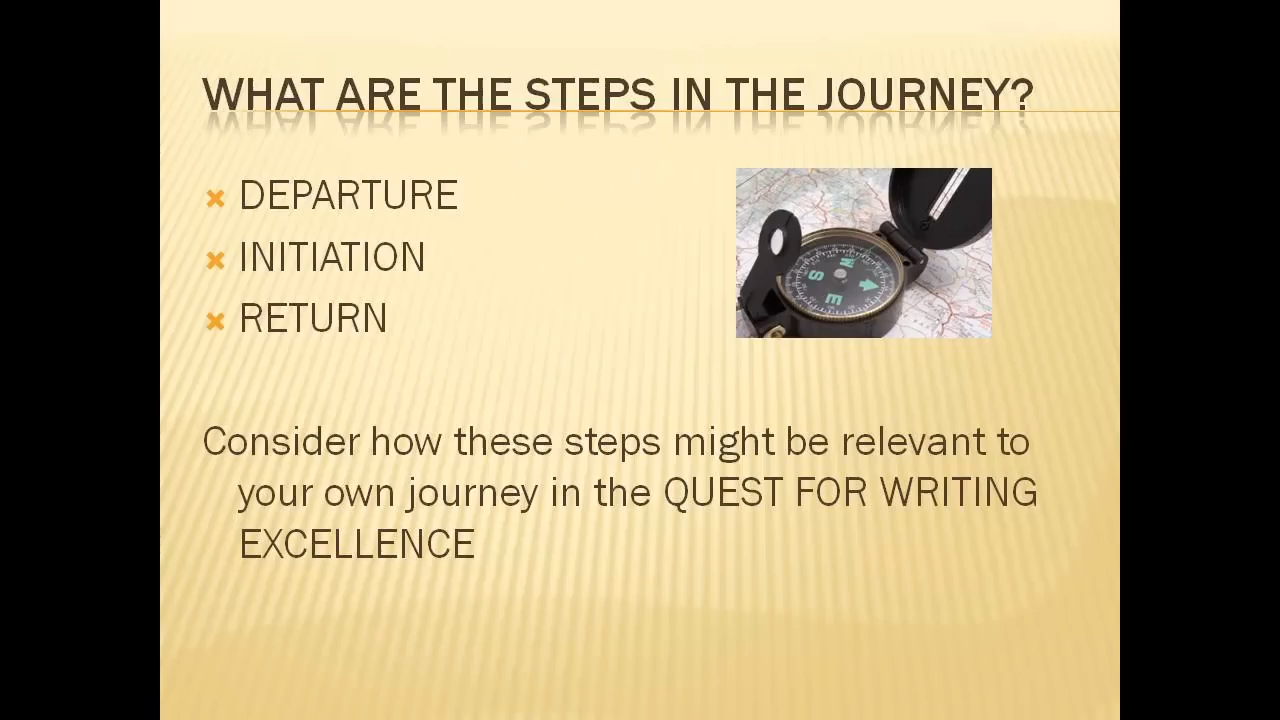 WHAT ARE THE STEPS IN THE JOURNEY?
DEPARTURE
INITIATION
RETURN
W
S
E
Consider how these steps might be relevant to
your own journey in the QUEST FOR WRITING
EXCELLENCE